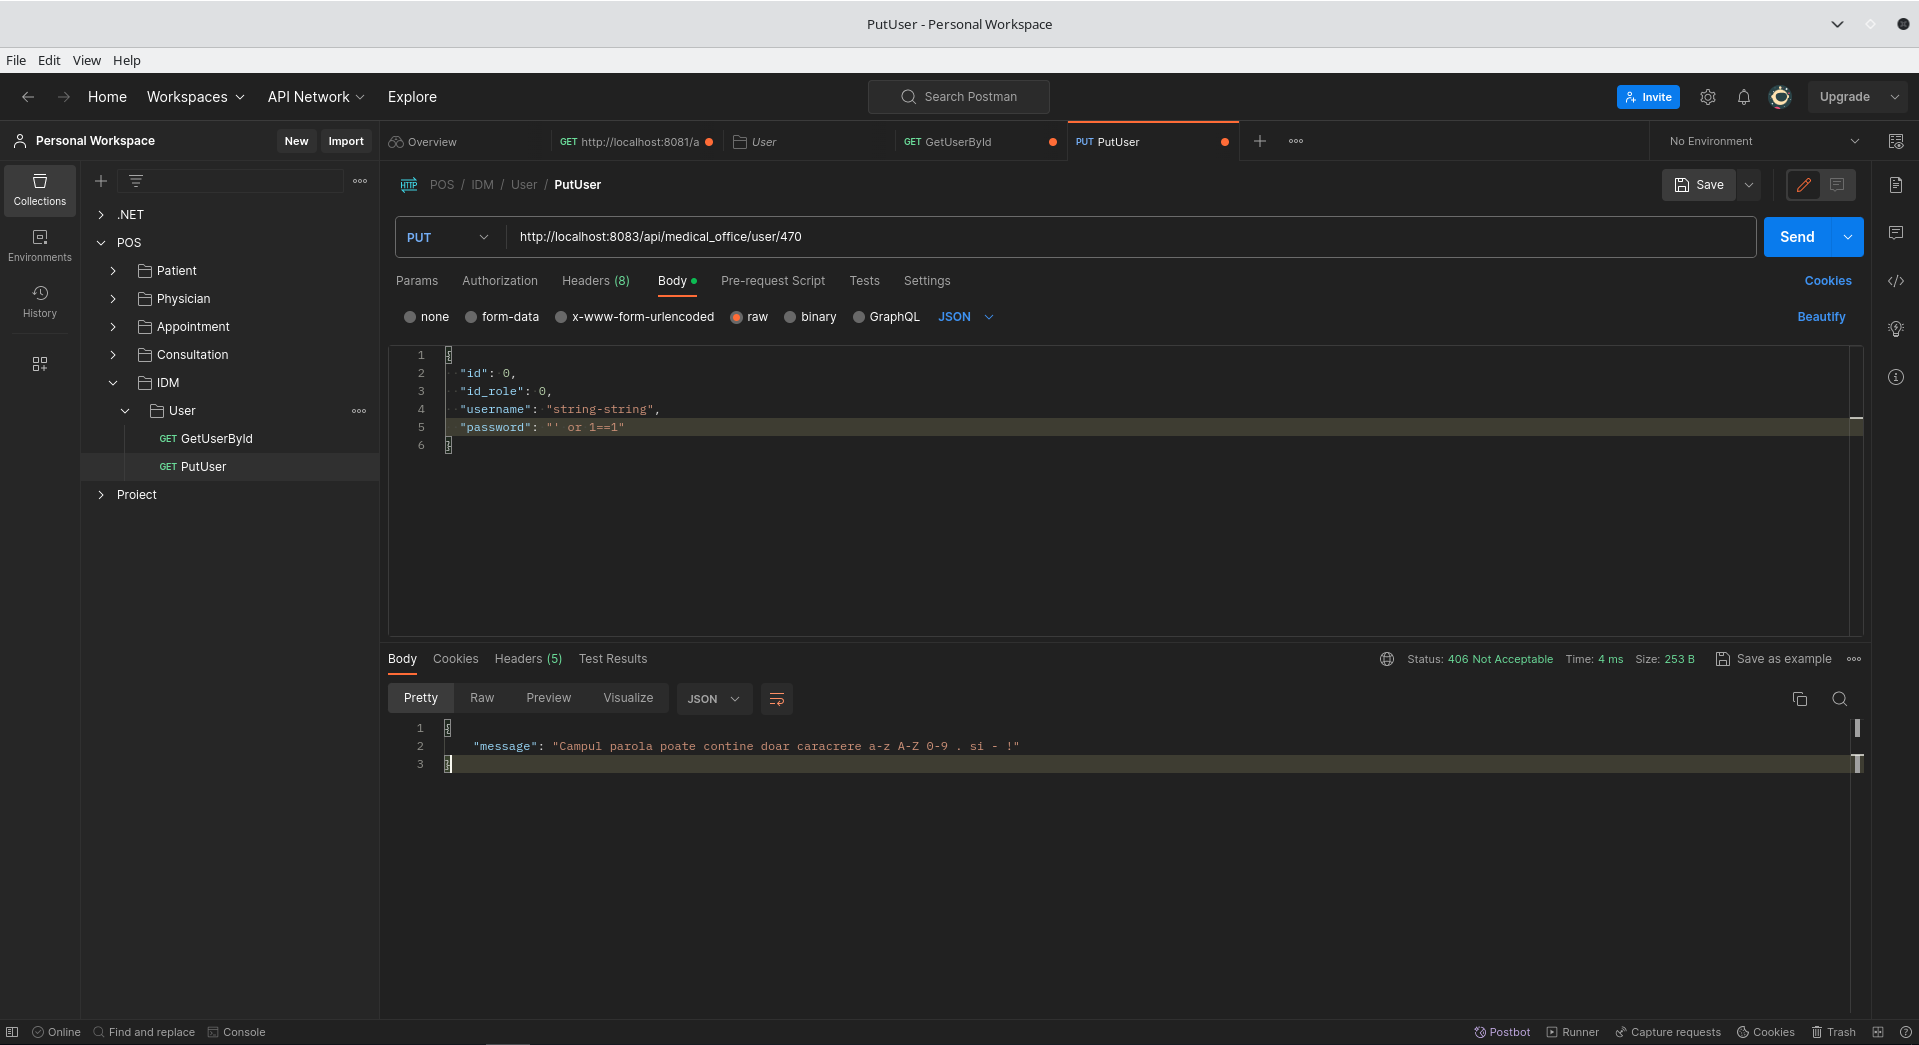 PutUser - Personal Workspace
File Edit View Help
Home Workspaces API Network Explore
Search Postman
Invite
Upgrade
Personal Workspace
New Import
Overview
GET http://localhost:8081/a
User
GET GetUserById
PUT PutUser
No Environment
Collections
Environments
History
.NET
POS
Patient
Physician
Appointment
Consultation
IDM
User
GET GetUserById
GET PutUser
Proiect
HTTP POS / IDM / User / PutUser
Save
PUT http://localhost:8083/api/medical_office/user/470
Send
Params Authorization Headers (8) Body Pre-request Script Tests Settings
Cookies
none form-data x-www-form-urlencoded raw binary GraphQL JSON
Beautify
1 {
2 "id": 0,
3 "id_role": 0,
4 "username": "string-string",
5 "password": "' or 1==1"
6 }
Body Cookies Headers (5) Test Results
Status: 406 Not Acceptable Time: 4 ms Size: 253 B Save as example
Pretty Raw Preview Visualize JSON
1 {
2 "message": "Campul parola poate contine doar caracrere a-z A-Z 0-9 . si - !"
3 }
Online Find and replace Console
Postbot Runner Capture requests Cookies Trash